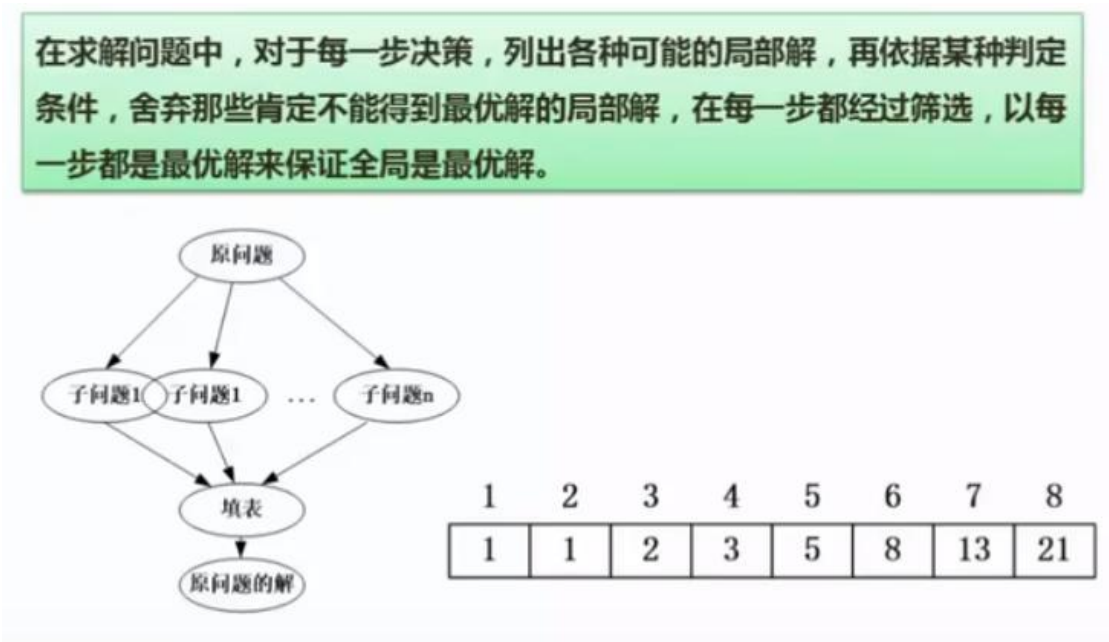 在求解问题中，对于每一步决策，列出各种可能的局部解，再依据某种判定
条件，舍弃那些肯定不能得到最优解的局部解，在每一步都经过筛选，以每
一步都是最优解来保证全局是最优解。
原问题
子问题1 子问题1 ... 子问题n
填表
原问题的解
1 2 3 4 5 6 7 8
1 1 2 3 5 8 13 21